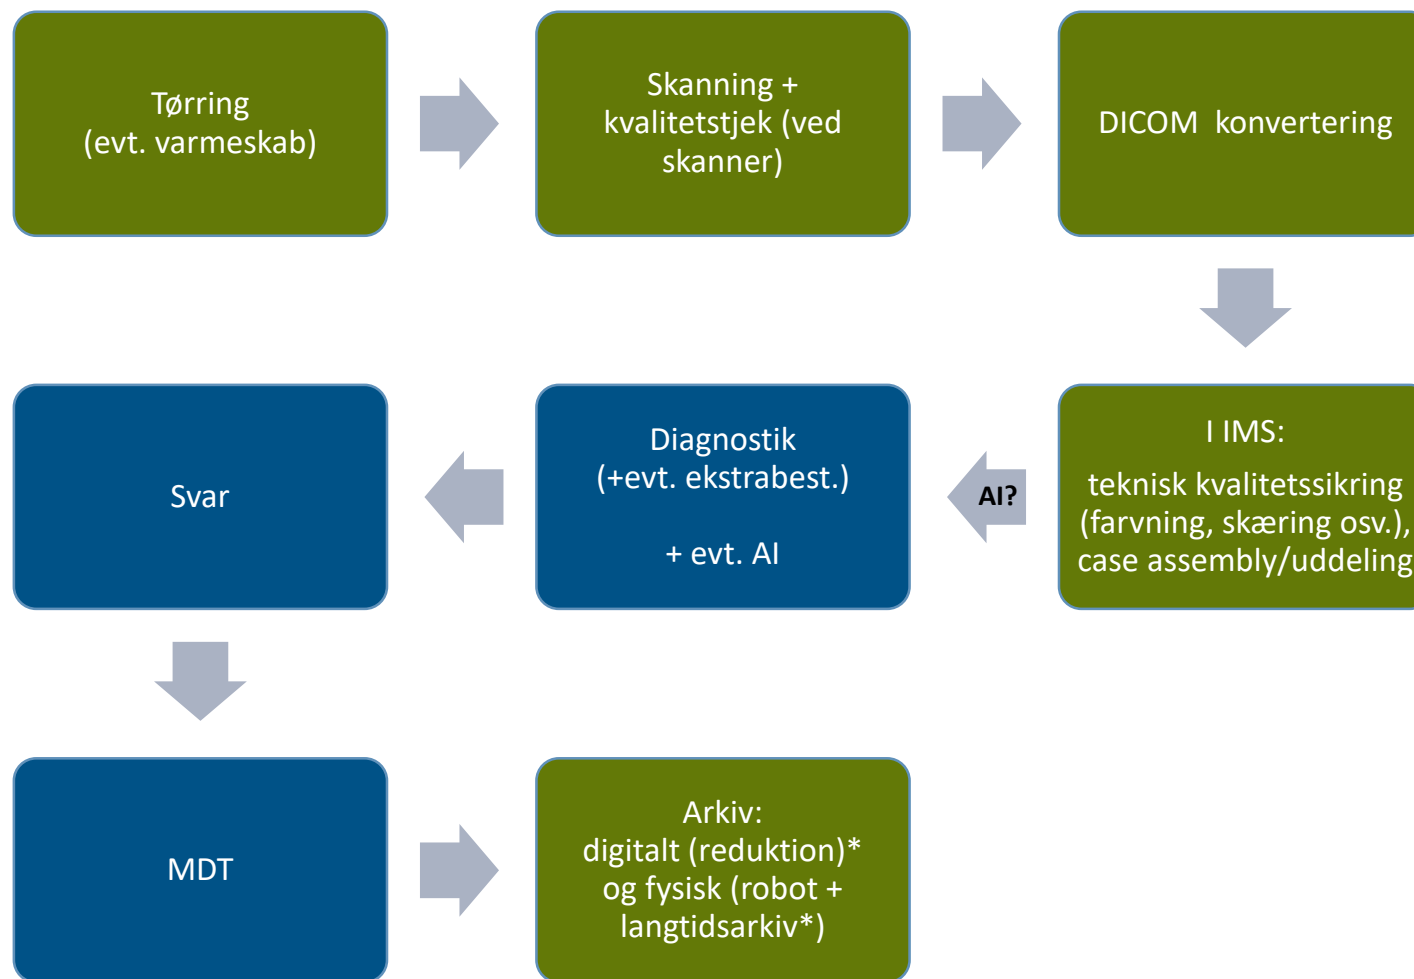 Tørring
(evt. varmeskab)
Skanning +
kvalitetstjek (ved
skanner)
DICOM  konvertering
I IMS:
teknisk kvalitetssikring
(farvning, skæring osv.),
case assembly/uddeling
AI?
Diagnostik
(+evt. ekstrabest.)
+ evt. AI
Svar
MDT
Arkiv:
digitalt (reduktion)*
og fysisk (robot +
langtidsarkiv*)